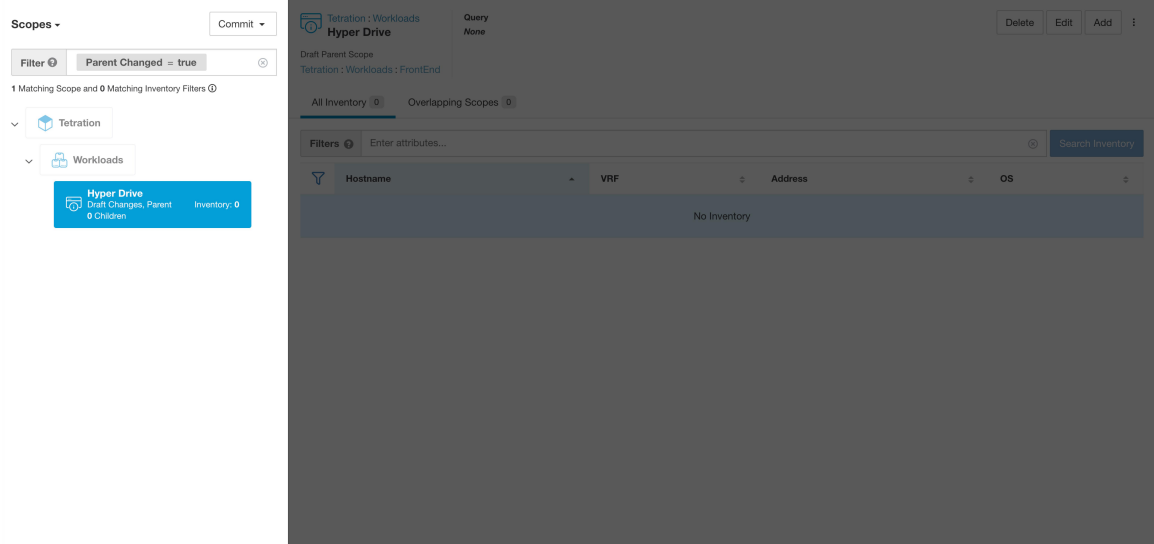 Scopes
Commit
Filter Parent Changed = true
1 Matching Scope and 0 Matching Inventory Filters
Tetration
Workloads
Hyper Drive
Draft Changes, Parent Inventory: 0
0 Children
Tetration : Workloads
Hyper Drive
Query
None
Delete Edit Add
Draft Parent Scope
Tetration : Workloads : FrontEnd
All Inventory 0 Overlapping Scopes 0
Filters Enter attributes... Search Inventory
Hostname VRF Address OS
No Inventory